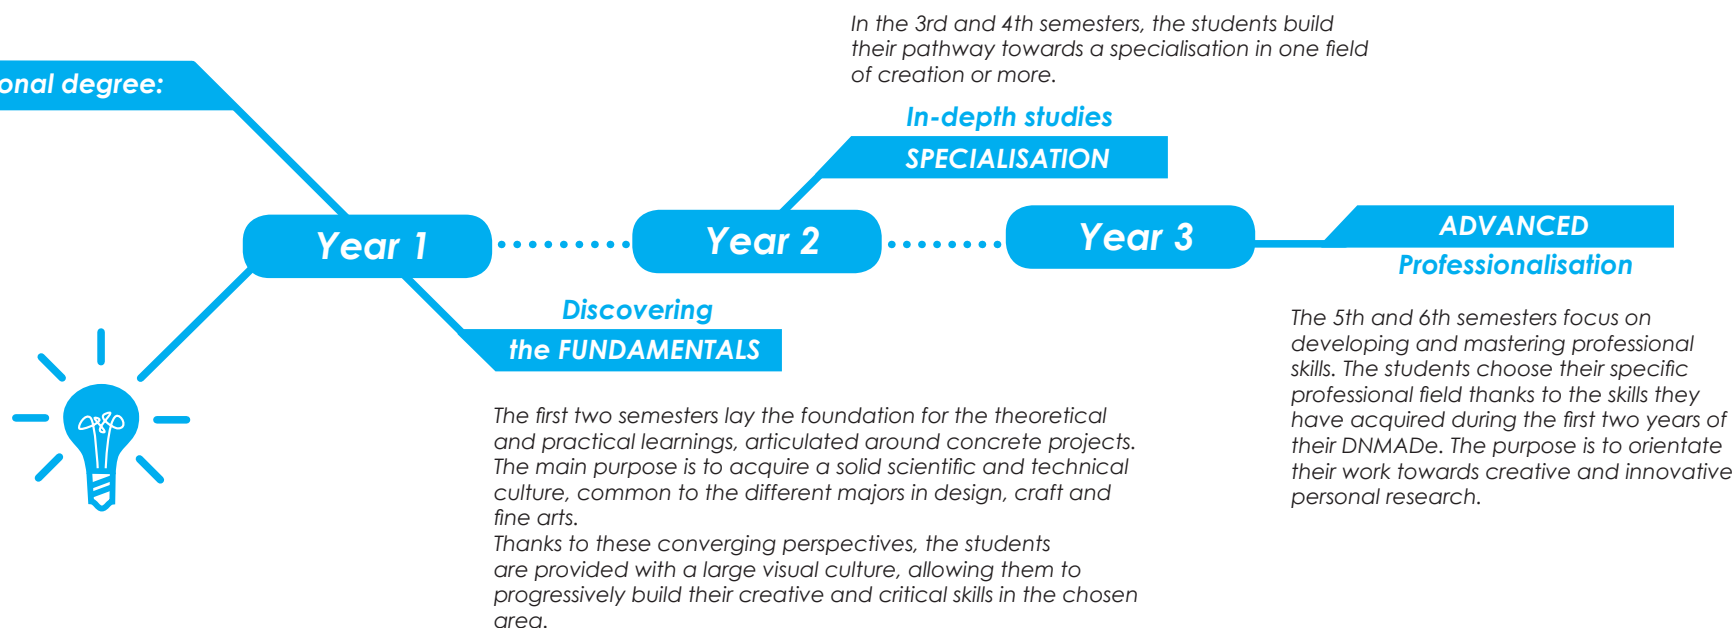 In the 3rd and 4th semesters, the students build
their pathway towards a specialisation in one field
of creation or more.
degree:
In-depth studies
SPECIALISATION
Year 1
Year 2
Year 3
ADVANCED
Professionalisation
Discovering
the FUNDAMENTALS
The first two semesters lay the foundation for the theoretical
and practical learnings, articulated around concrete projects.
The main purpose is to acquire a solid scientific and technical
culture, common to the different majors in design, craft and
fine arts.
Thanks to these converging perspectives, the students
are provided with a large visual culture, allowing them to
progressively build their creative and critical skills in the chosen
area.
The 5th and 6th semesters focus on
developing and mastering professional
skills. The students choose their specific
professional field thanks to the skills they
have acquired during the first two years of
their DNMADe. The purpose is to orientate
their work towards creative and innovative
personal research.